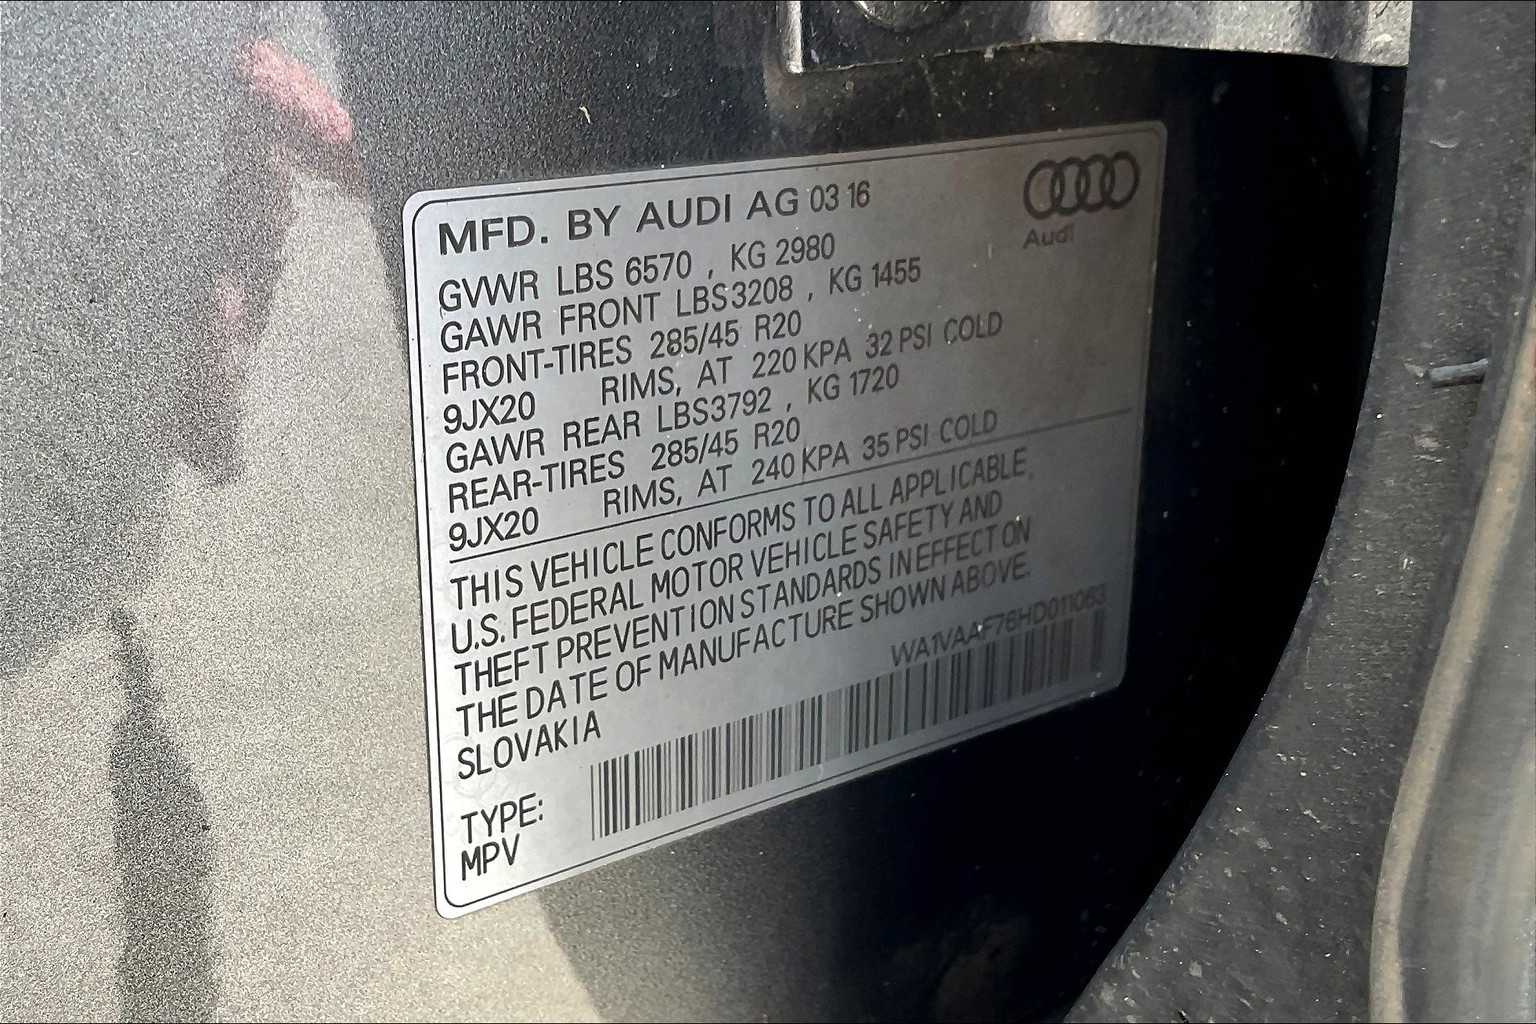 MFD. BY AUDI AG 03 16
Audi
GVWR LBS 6570 , KG 2980
GAWR FRONT LBS3208 , KG 1455
FRONT-TIRES 285/45 R20
9JX20 RIMS, AT 220 KPA 32 PSI COLD
GAWR REAR LBS3792 , KG 1720
REAR-TIRES 285/45 R20
9JX20 RIMS, AT 240 KPA 35 PSI COLD
THIS VEHICLE CONFORMS TO ALL APPLICABLE
U.S. FEDERAL MOTOR VEHICLE SAFETY AND
THEFT PREVENTION STANDARDS IN EFFECT ON
THE DATE OF MANUFACTURE SHOWN ABOVE.
SLOVAKIA
WA1VAAF76HD011063
TYPE:
MPV